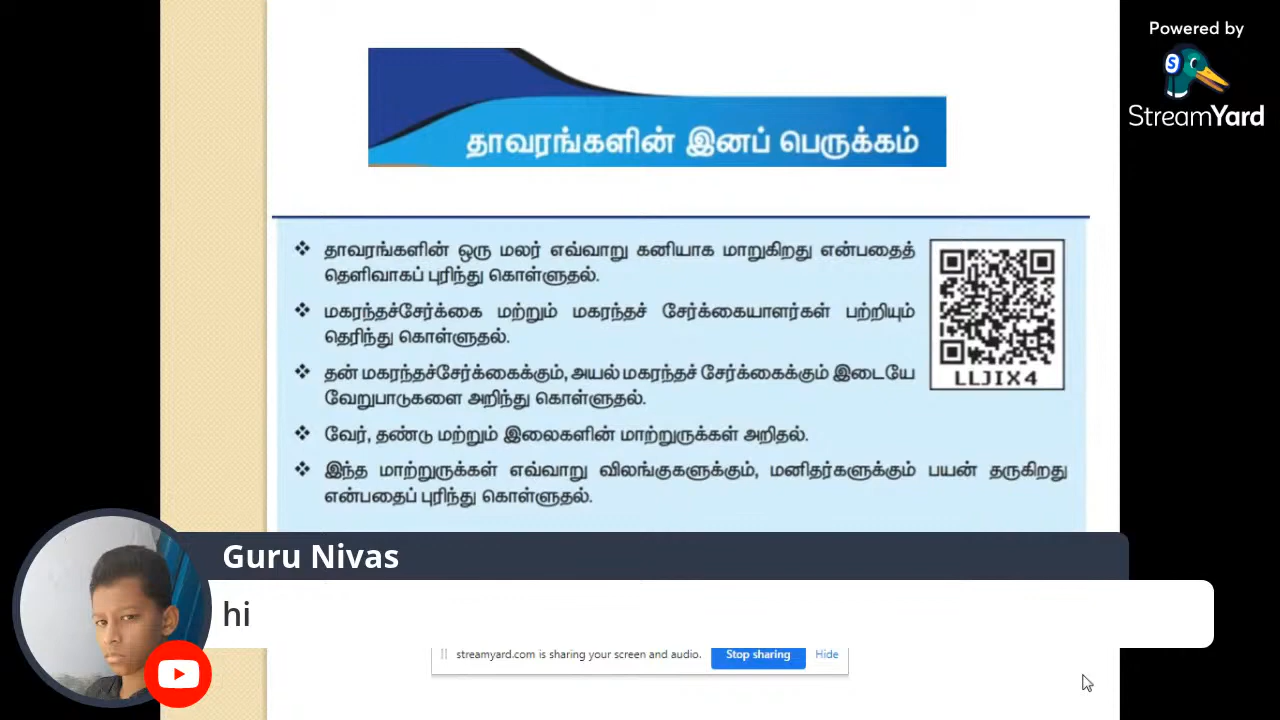 Powered by
StreamYard
தாவரங்களின் இனப் பெருக்கம்
❖ தாவரங்களின் ஒரு மலர் எவ்வாறு கனியாக மாறுகிறது என்பதைத்
தெளிவாகப் புரிந்து கொள்ளுதல்.
❖ மகரந்தச்சேர்க்கை மற்றும் மகரந்தச் சேர்க்கையாளர்கள் பற்றியும்
தெரிந்து கொள்ளுதல்.
❖ தன் மகரந்தச்சேர்க்கைக்கும், அயல் மகரந்தச் சேர்க்கைக்கும் இடையே
வேறுபாடுகளை அறிந்து கொள்ளுதல்.
❖ வேர், தண்டு மற்றும் இலைகளின் மாற்றுருக்கள் அறிதல்.
❖ இந்த மாற்றுருக்கள் எவ்வாறு விலங்குகளுக்கும், மனிதர்களுக்கும் பயன் தருகிறது
என்பதைப் புரிந்து கொள்ளுதல்.
LLJIX4
Guru Nivas
hi
streamyard.com is sharing your screen and audio. Stop sharing Hide